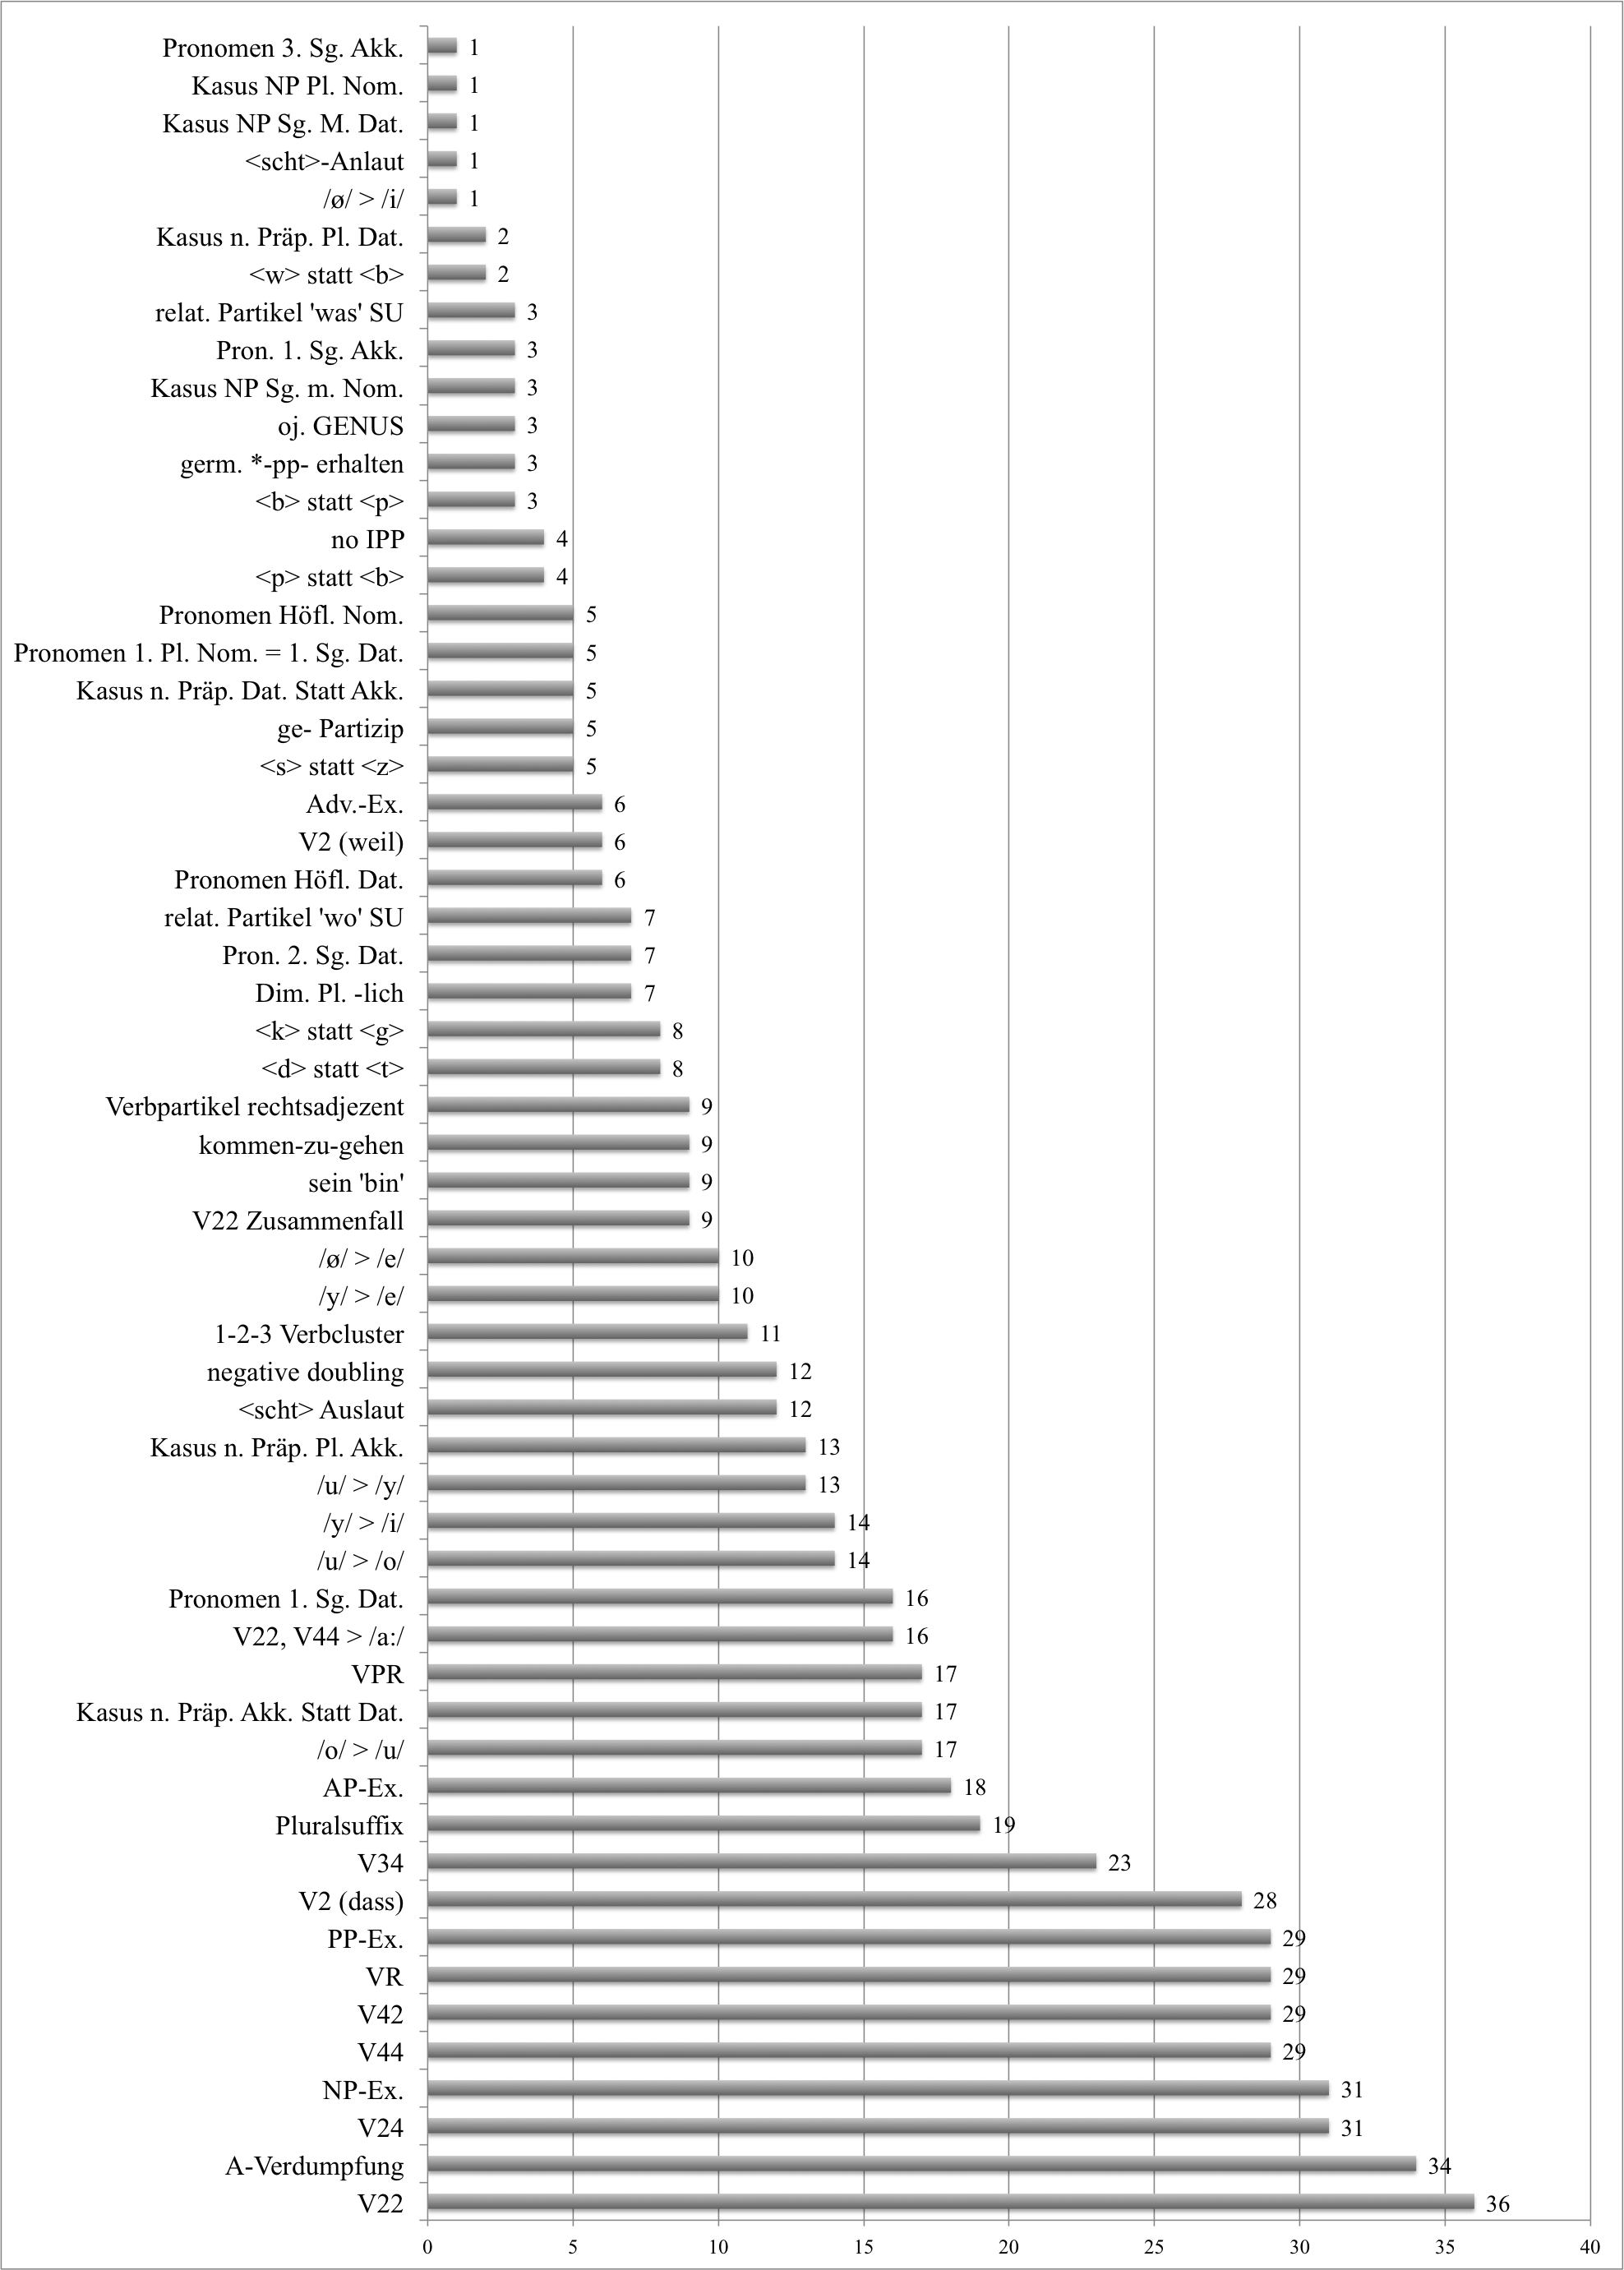 Pronomen 3. Sg. Akk. 1
Kasus NP Pl. Nom. 1
Kasus NP Sg. M. Dat. 1
<scht>-Anlaut 1
/ø/ > /i/ 1
Kasus n. Präp. Pl. Dat. 2
<w> statt <b> 2
relat. Partikel 'was' SU 3
Pron. 1. Sg. Akk. 3
Kasus NP Sg. m. Nom. 3
oj. GENUS 3
germ. *-pp- erhalten 3
<b> statt <p> 3
no IPP 4
<p> statt <b> 4
Pronomen Höfl. Nom. 5
Pronomen 1. Pl. Nom. = 1. Sg. Dat. 5
Kasus n. Präp. Dat. Statt Akk. 5
ge- Partizip 5
<s> statt <z> 5
Adv.-Ex. 6
V2 (weil) 6
Pronomen Höfl. Dat. 6
relat. Partikel 'wo' SU 7
Pron. 2. Sg. Dat. 7
Dim. Pl. -lich 7
<k> statt <g> 8
<d> statt <t> 8
Verbpartikel rechtsadjezent 9
kommen-zu-gehen 9
sein 'bin' 9
V22 Zusammenfall 9
/ø/ > /e/ 10
/y/ > /e/ 10
1-2-3 Verbcluster 11
negative doubling 12
<scht> Auslaut 12
Kasus n. Präp. Pl. Akk. 13
/u/ > /y/ 13
/y/ > /i/ 14
/u/ > /o/ 14
Pronomen 1. Sg. Dat. 16
V22, V44 > /a:/ 16
VPR 17
Kasus n. Präp. Akk. Statt Dat. 17
/o/ > /u/ 17
AP-Ex. 18
Pluralsuffix 19
V34 23
V2 (dass) 28
PP-Ex. 29
VR 29
V42 29
V44 29
NP-Ex. 31
V24 31
A-Verdumpfung 34
V22 36
0 5 10 15 20 25 30 35 40